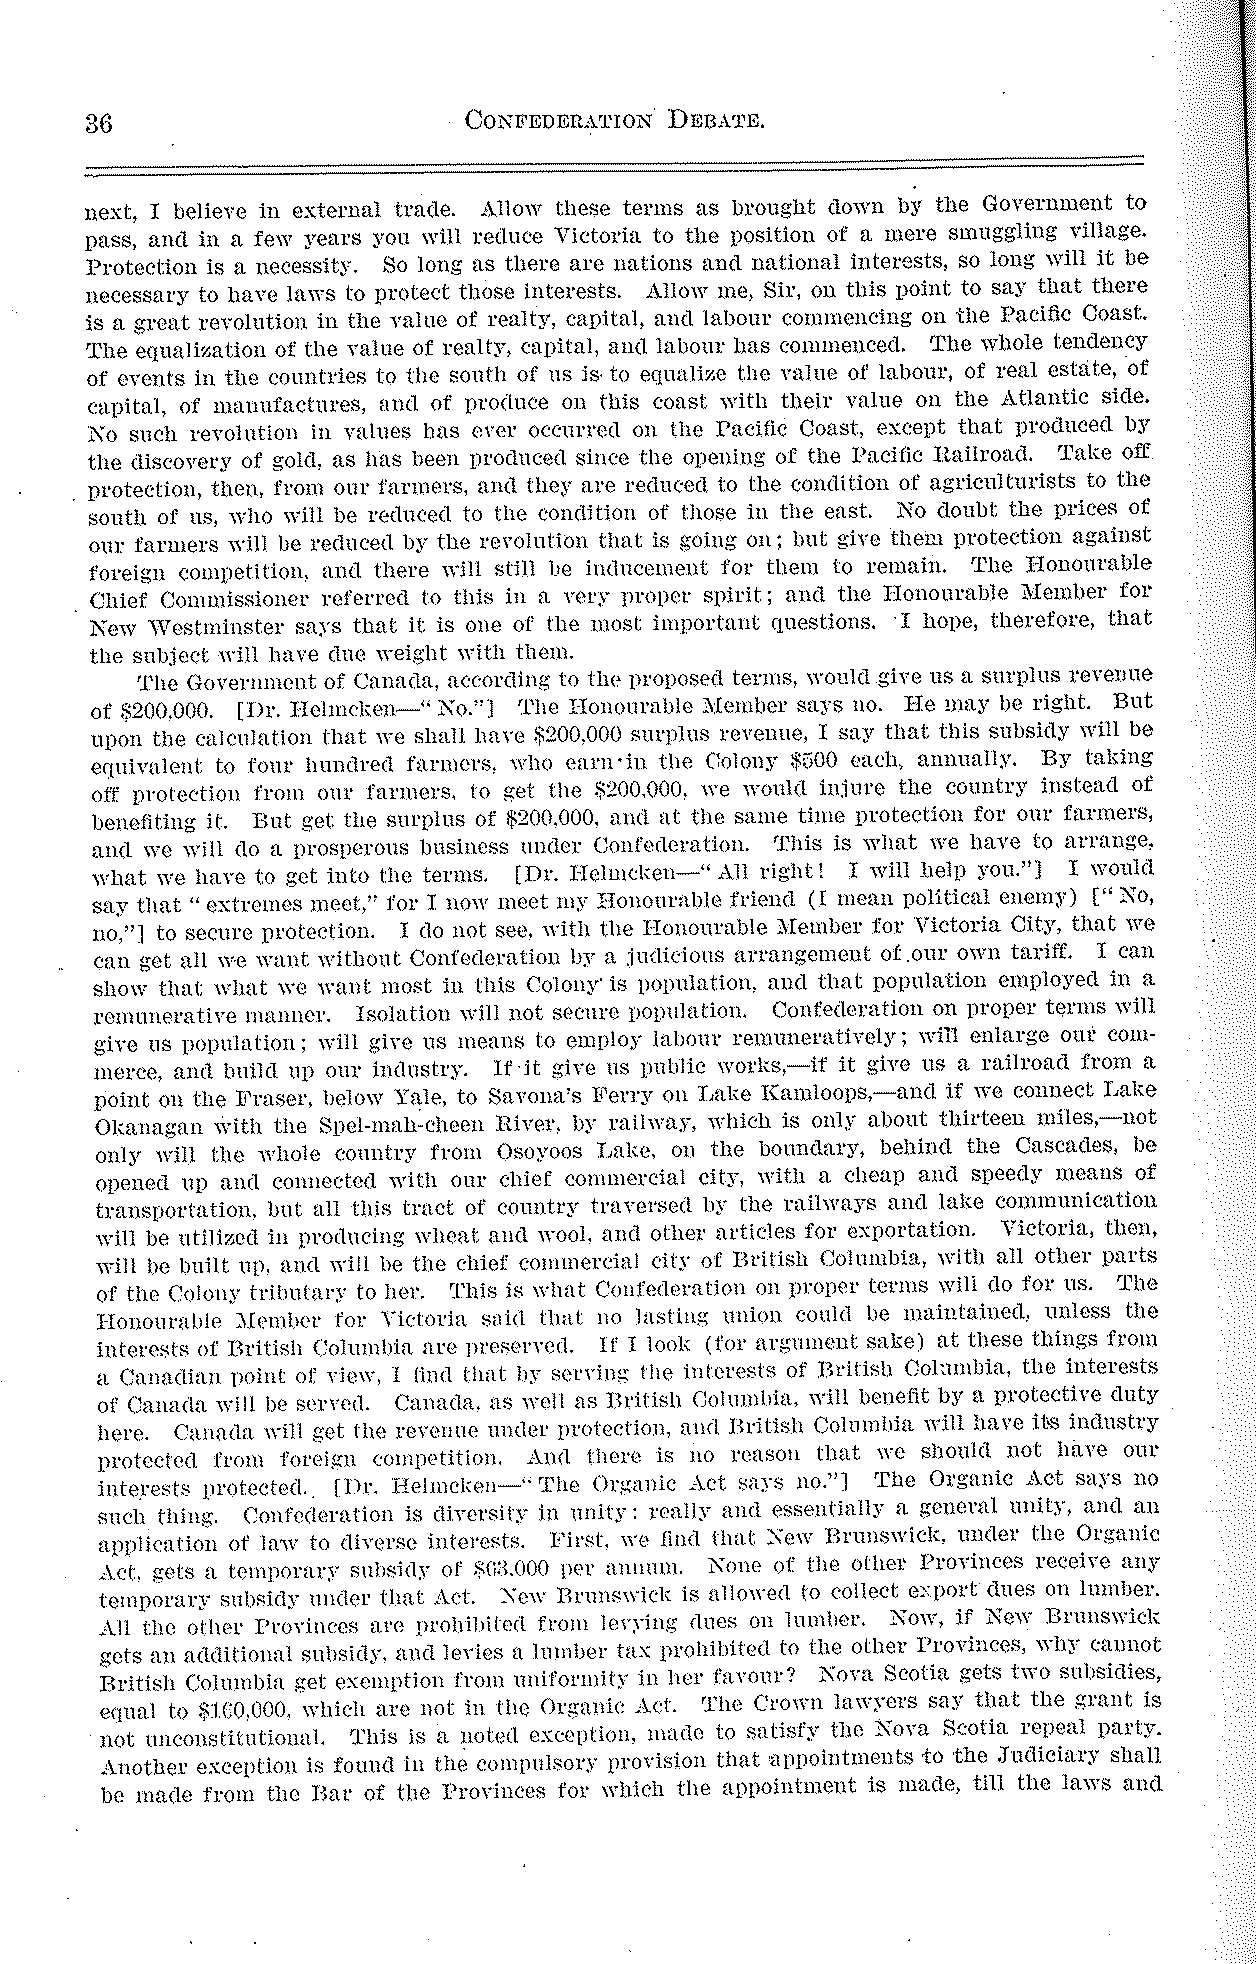 36
CONFEDERATION DEBATE.
next, I believe in external trade. Allow these terms as brought down by the Government to
pass, and in a few years you will reduce Victoria to the position of a mere smuggling village.
Protection is a necessity. So long as there are nations and national interests, so long will it be
necessary to have laws to protect those interests. Allow me, Sir, on this point to say that there
is a great revolution in the value of realty, capital, and labour commencing on the Pacific Coast.
The equalization of the value of realty, capital, and labour has commenced. The whole tendency
of events in the countries to the south of us is to equalize the value of labour, of real estate, of
capital, of manufactures, and of produce on this coast with their value on the Atlantic side.
No such revolution in values has ever occurred on the Pacific Coast, except that produced by
the discovery of gold, as has been produced since the opening of the Pacific Railroad. Take off
protection, then, from our farmers, and they are reduced to the condition of agriculturists to the
south of us, who will be reduced to the condition of those in the east. No doubt the prices of
our farmers will be reduced by the revolution that is going on; but give them protection against
foreign competition, and there will still be inducement for them to remain. The Honourable
Chief Commissioner referred to this in a very proper spirit; and the Honourable Member for
New Westminster says that it is one of the most important questions. I hope, therefore, that
the subject will have due weight with them.
The Government of Canada, according to the proposed terms, would give us a surplus revenue
of $200,000. [Dr. Helmcken—"No."] The Honourable Member says no. He may be right. But
upon the calculation that we shall have $200,000 surplus revenue, I say that this subsidy will be
equivalent to four hundred farmers, who earn in the Colony $500 each, annually. By taking
off protection from our farmers, to get the $200,000, we would injure the country instead of
benefiting it. But get the surplus of $200,000, and at the same time protection for our farmers,
and we will do a prosperous business under Confederation. This is what we have to arrange,
what we have to get into the terms. [Dr. Helmcken—"All right! I will help you."] I would
say that "extremes meet," for I now meet my Honourable friend (I mean political enemy) ["No,
no,"] to secure protection. I do not see, with the Honourable Member for Victoria City, that we
can get all we want without Confederation by a judicious arrangement of our own tariff. I can
show that what we want most in this Colony is population, and that population employed in a
remunerative manner. Isolation will not secure population. Confederation on proper terms will
give us population; will give us means to employ labour remuneratively; will enlarge our com-
merce, and build up our industry. If it give us public works,—if it give us a railroad from a
point on the Fraser, below Yale, to Savona's Ferry on Lake Kamloops,—and if we connect Lake
Okanagan with the Spel-mah-cheen River, by railway, which is only about thirteen miles,—not
only will the whole country from Osoyoos Lake, on the boundary, behind the Cascades, be
opened up and connected with our chief commercial city, with a cheap and speedy means of
transportation, but all this tract of country traversed by the railways and lake communication
will be utilized in producing wheat and wool, and other articles for exportation. Victoria, then,
will be built up, and will be the chief commercial city of British Columbia, with all other parts
of the Colony tributary to her. This is what Confederation on proper terms will do for us. The
Honourable Member for Victoria said that no lasting union could be maintained, unless the
interests of British Columbia are preserved. If I look (for argument sake) at these things from
a Canadian point of view, I find that by serving the interests of British Columbia, the interests
of Canada will be served. Canada, as well as British Columbia, will benefit by a protective duty
here. Canada will get the revenue under protection, and British Columbia will have its industry
protected from foreign competition. And there is no reason that we should not have our
interests protected. [Dr. Helmcken—"The Organic Act says no."] The Organic Act says no
such thing. Confederation is diversity in unity: really and essentially a general unity, and an
application of law to diverse interests. First, we find that New Brunswick, under the Organic
Act, gets a temporary subsidy of $63,000 per annum. None of the other Provinces receive any
temporary subsidy under that Act. New Brunswick is allowed to collect export dues on lumber.
All the other Provinces are prohibited from levying dues on lumber. Now, if New Brunswick
gets an additional subsidy, and levies a lumber tax prohibited to the other Provinces, why cannot
British Columbia get exemption from uniformity in her favour? Nova Scotia gets two subsidies,
equal to $160,000, which are not in the Organic Act. The Crown lawyers say that the grant is
not unconstitutional. This is a noted exception, made to satisfy the Nova Scotia repeal party.
Another exception is found in the compulsory provision that appointments to the Judiciary shall
be made from the Bar of the Provinces for which the appointment is made, till the laws and